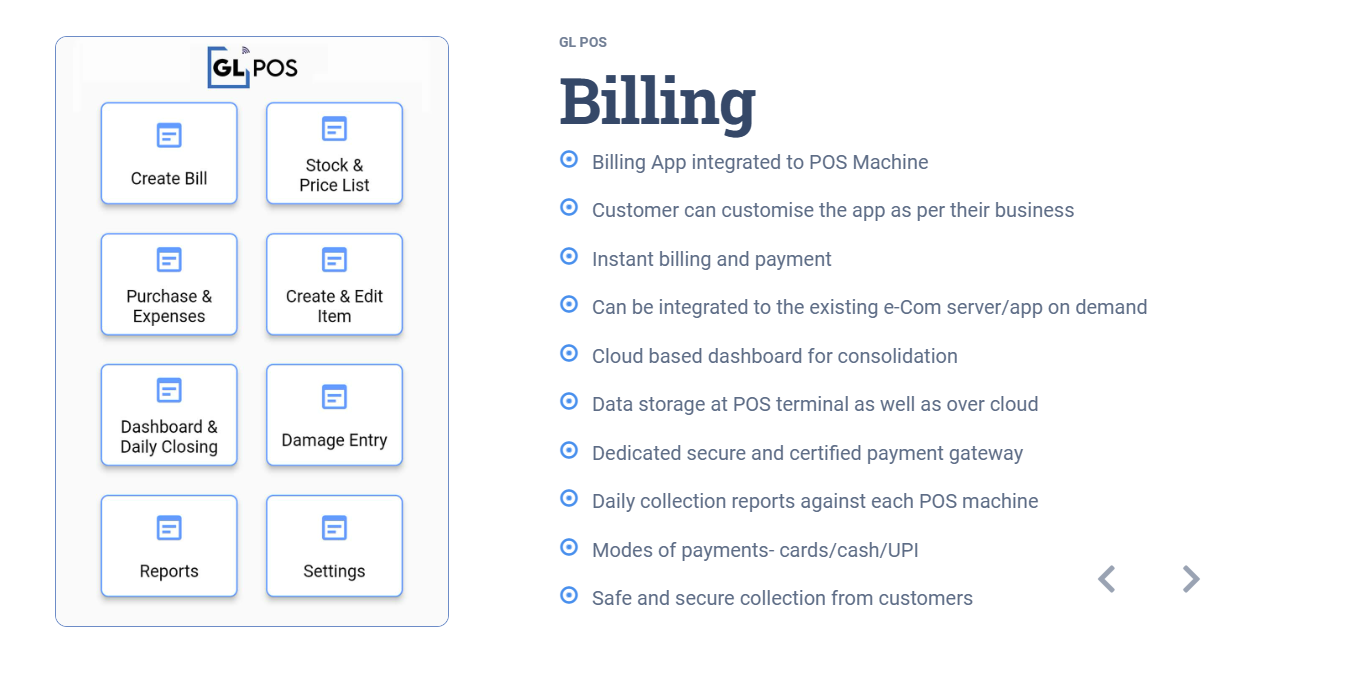 GL POS
Create Bill
Stock &
Price List
Purchase &
Expenses
Create & Edit
Item
Dashboard &
Daily Closing
Damage Entry
Reports
Settings
GL POS
Billing
Billing App integrated to POS Machine
Customer can customise the app as per their business
Instant billing and payment
Can be integrated to the existing e-Com server/app on demand
Cloud based dashboard for consolidation
Data storage at POS terminal as well as over cloud
Dedicated secure and certified payment gateway
Daily collection reports against each POS machine
Modes of payments- cards/cash/UPI
Safe and secure collection from customers